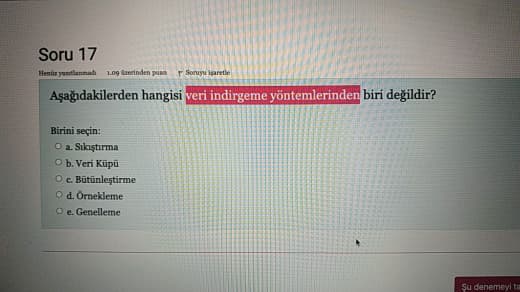 Soru 17
Henüz yanıtlanmadı 1,09 üzerinden puan Soruyu işaretle
Aşağıdakilerden hangisi veri indirgeme yöntemlerinden biri değildir?
Birini seçin:
a. Sıkıştırma
b. Veri Küpü
c. Bütünleştirme
d. Örnekleme
e. Genelleme
Şu denemeyi